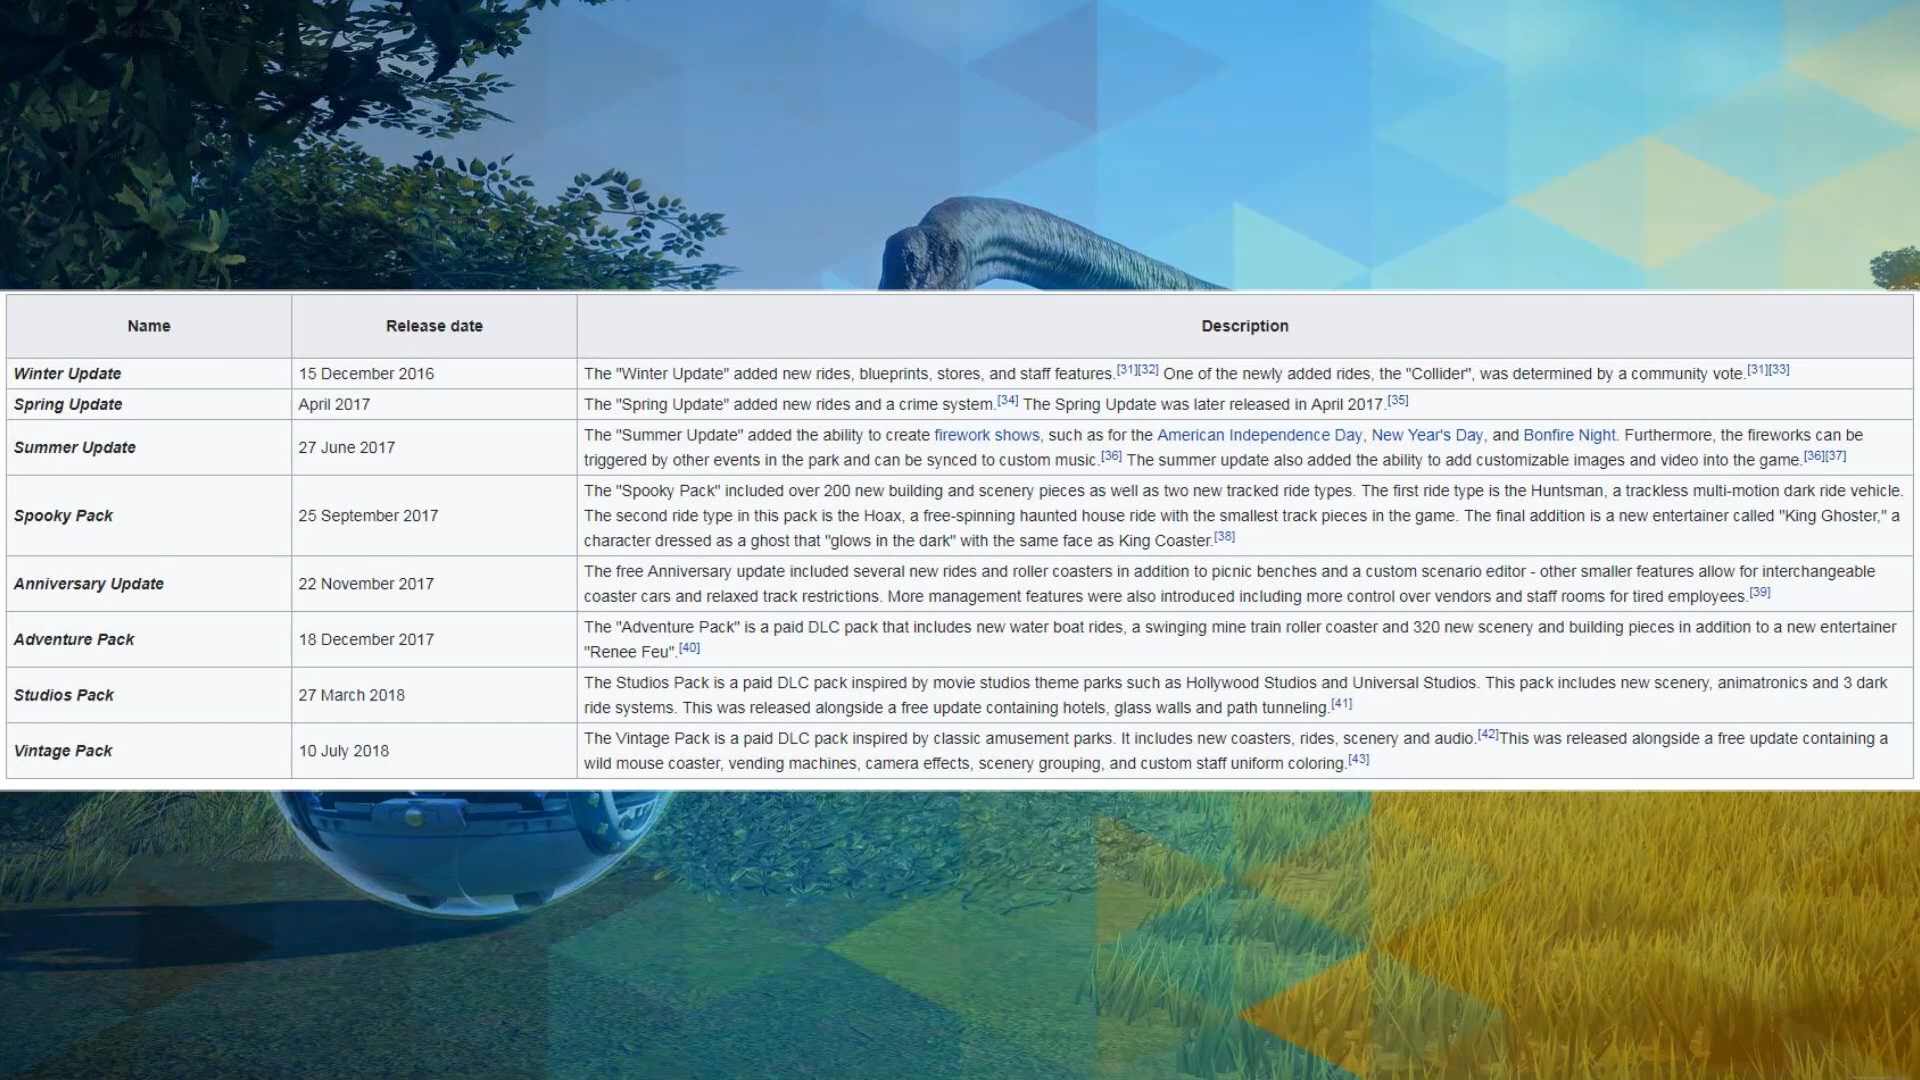 Name Release date Description
Winter Update 15 December 2016 The "Winter Update" added new rides, blueprints, stores, and staff features.[31][32] One of the newly added rides, the "Collider", was determined by a community vote.[31][33]
Spring Update April 2017 The "Spring Update" added new rides and a crime system.[34] The Spring Update was later released in April 2017.[35]
Summer Update 27 June 2017 The "Summer Update" added the ability to create firework shows, such as for the American Independence Day, New Year's Day, and Bonfire Night. Furthermore, the fireworks can be
triggered by other events in the park and can be synced to custom music.[36] The summer update also added the ability to add customizable images and video into the game.[36][37]
Spooky Pack 25 September 2017 The "Spooky Pack" included over 200 new building and scenery pieces as well as two new tracked ride types. The first ride type is the Huntsman, a trackless multi-motion dark ride vehicle.
The second ride type in this pack is the Hoax, a free-spinning haunted house ride with the smallest track pieces in the game. The final addition is a new entertainer called "King Ghoster," a
character dressed as a ghost that "glows in the dark" with the same face as King Coaster.[38]
Anniversary Update 22 November 2017 The free Anniversary update included several new rides and roller coasters in addition to picnic benches and a custom scenario editor - other smaller features allow for interchangeable
coaster cars and relaxed track restrictions. More management features were also introduced including more control over vendors and staff rooms for tired employees.[39]
Adventure Pack 18 December 2017 The "Adventure Pack" is a paid DLC pack that includes new water boat rides, a swinging mine train roller coaster and 320 new scenery and building pieces in addition to a new entertainer
"Renee Feu".[40]
Studios Pack 27 March 2018 The Studios Pack is a paid DLC pack inspired by movie studios theme parks such as Hollywood Studios and Universal Studios. This pack includes new scenery, animatronics and 3 dark
ride systems. This was released alongside a free update containing hotels, glass walls and path tunneling.[41]
Vintage Pack 10 July 2018 The Vintage Pack is a paid DLC pack inspired by classic amusement parks. It includes new coasters, rides, scenery and audio.[42]This was released alongside a free update containing a
wild mouse coaster, vending machines, camera effects, scenery grouping, and custom staff uniform coloring.[43]